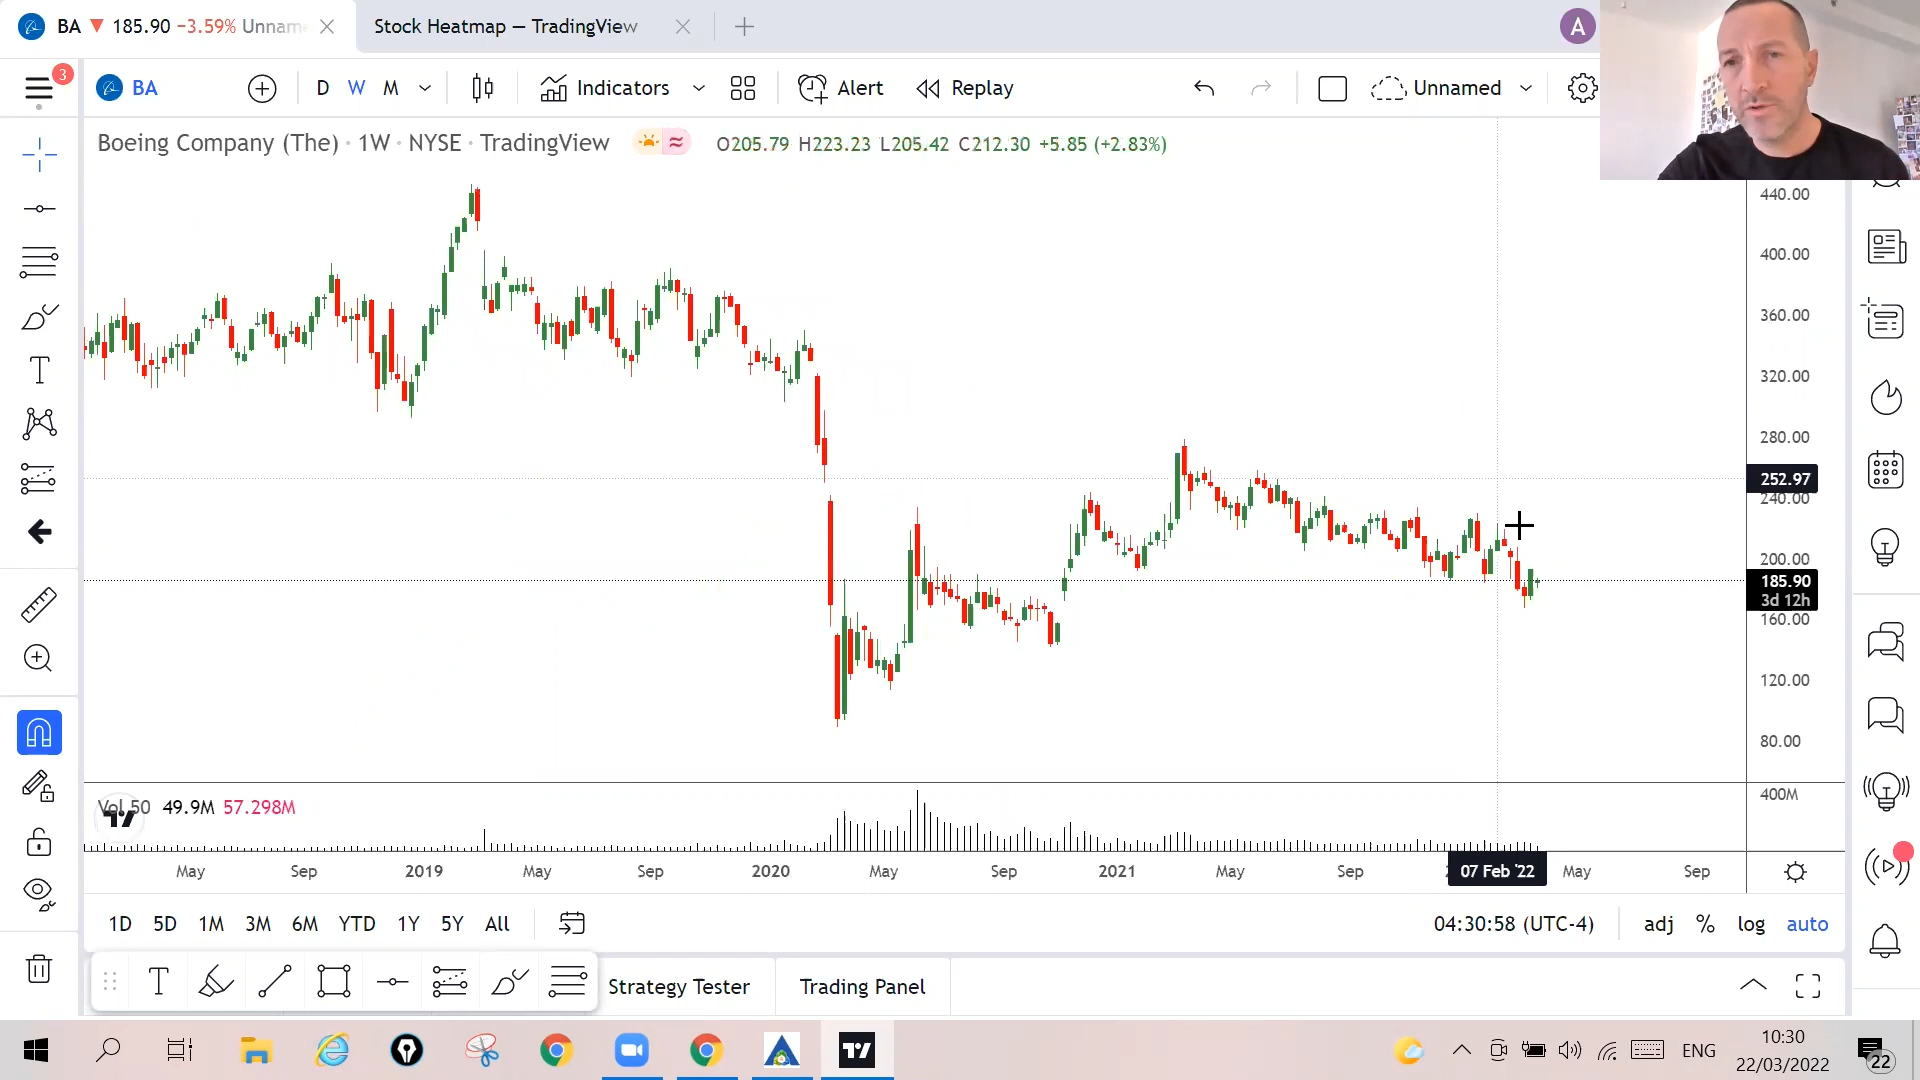 BA ▼ 185.90 −3.59% Unnam
Stock Heatmap — TradingView
A
3
BA
D W M
Indicators
Alert
Replay
Unnamed
Boeing Company (The) · 1W · NYSE · TradingView
O205.79 H223.23 L205.42 C212.30 +5.85 (+2.83%)
440.00
400.00
360.00
320.00
280.00
252.97
240.00
200.00
185.90
3d 12h
160.00
120.00
80.00
400M
Vol 50 49.9M 57.298M
May Sep 2019 May Sep 2020 May Sep 2021 May Sep 07 Feb '22 May Sep
1D 5D 1M 3M 6M YTD 1Y 5Y All
04:30:58 (UTC-4) adj % log auto
Strategy Tester
Trading Panel
ENG
10:30
22/03/2022
22